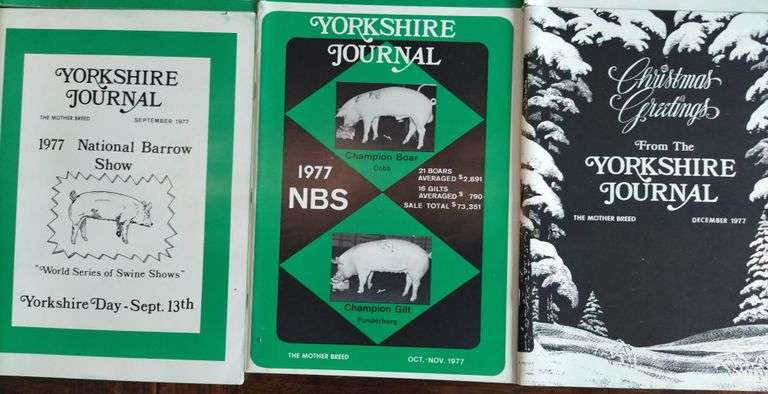 YORKSHIRE
JOURNAL
THE MOTHER BREED SEPTEMBER 1977
1977 National Barrow
Show
"World Series of Swine Shows"
Yorkshire Day - Sept. 13th
YORKSHIRE
JOURNAL
Champion Boar
Cobb
1977
NBS
21 BOARS
AVERAGED $2,891
16 GILTS
AVERAGED $ 790
SALE TOTAL $73,351
Champion Gilt
Funderburg
THE MOTHER BREED OCT.-NOV. 1977
Christmas
Greetings
From The
YORKSHIRE
JOURNAL
THE MOTHER BREED DECEMBER 1977